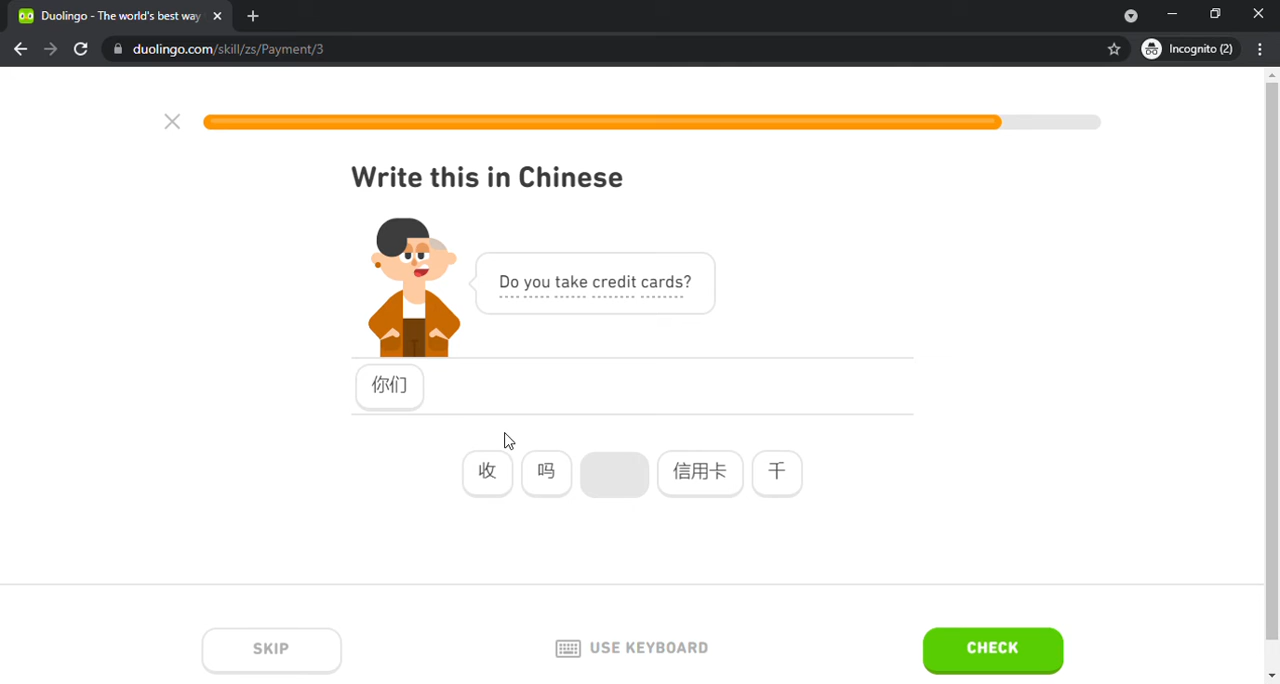 Duolingo - The world's best way
duolingo.com/skill/zs/Payment/3
Incognito (2)
Write this in Chinese
Do you take credit cards?
你们
收 吗 信用卡 千
SKIP
USE KEYBOARD
CHECK